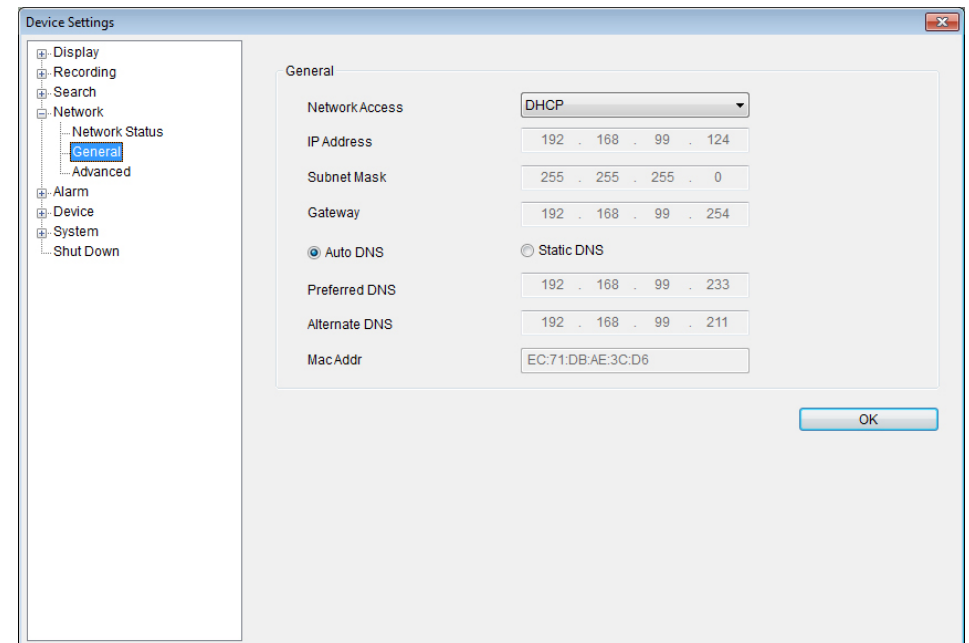 Device Settings
Display
Recording
Search
Network
Network Status
General
Advanced
Alarm
Device
System
Shut Down
General
Network Access DHCP
IP Address 192 . 168 . 99 . 124
Subnet Mask 255 . 255 . 255 . 0
Gateway 192 . 168 . 99 . 254
Auto DNS Static DNS
Preferred DNS 192 . 168 . 99 . 233
Alternate DNS 192 . 168 . 99 . 211
Mac Addr EC:71:DB:AE:3C:D6
OK